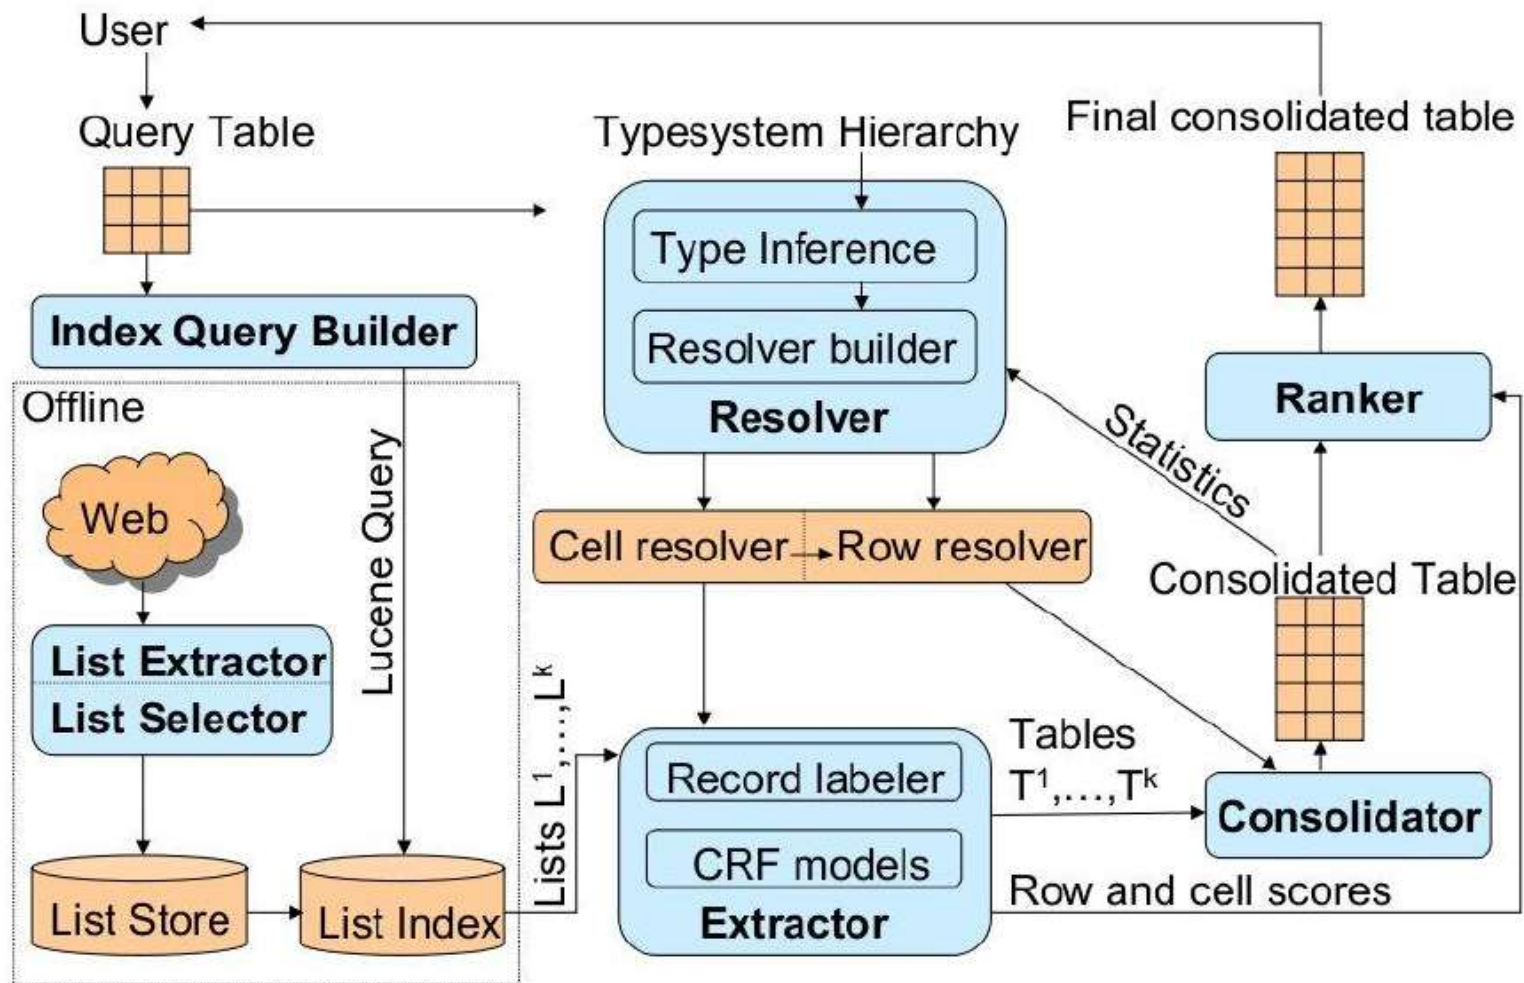 User
Query Table
Typesystem Hierarchy
Final consolidated table
Type Inference
Index Query Builder
Resolver builder
Resolver
Ranker
Offline
Statistics
Lucene Query
Web
Cell resolver
Row resolver
Consolidated Table
List Extractor
List Selector
Lists L¹,...,Lᵏ
Record labeler
Tables
T¹,...,Tᵏ
Consolidator
CRF models
Row and cell scores
Extractor
List Store
List Index